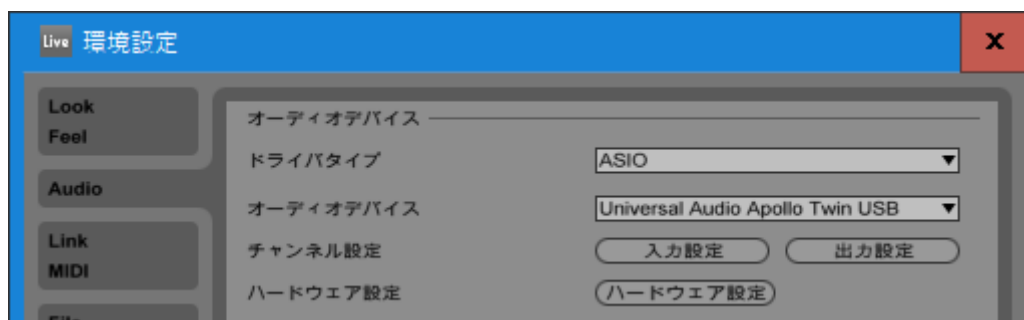 Live 環境設定
x
Look
Feel
Audio
Link
MIDI
オーディオデバイス
ドライバタイプ ASIO
オーディオデバイス Universal Audio Apollo Twin USB
チャンネル設定 入力設定 出力設定
ハードウェア設定 ハードウェア設定